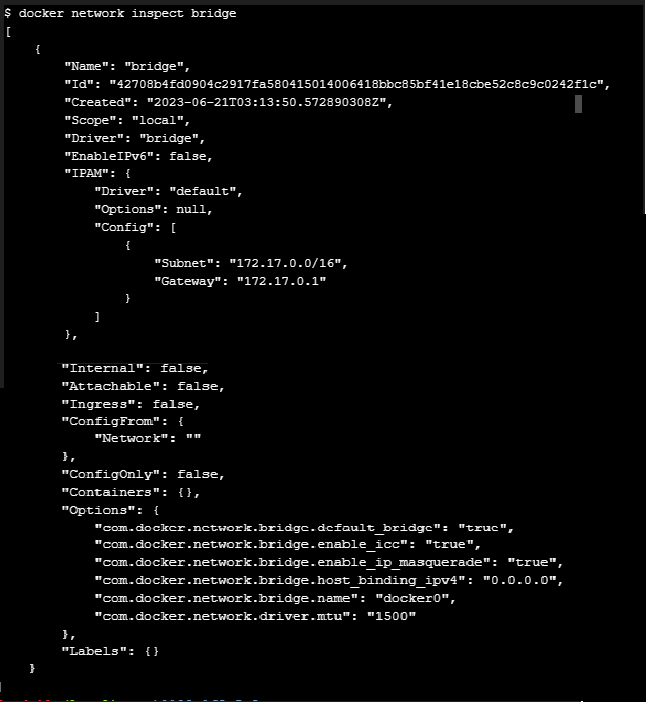 $ docker network inspect bridge
[
    {
        "Name": "bridge",
        "Id": "42708b4fd0904c2917fa580415014006418bbc85bf41e18cbe52c8c9c0242f1c",
        "Created": "2023-06-21T03:13:50.572890308Z",
        "Scope": "local",
        "Driver": "bridge",
        "EnableIPv6": false,
        "IPAM": {
            "Driver": "default",
            "Options": null,
            "Config": [
                {
                    "Subnet": "172.17.0.0/16",
                    "Gateway": "172.17.0.1"
                }
            ]
        },
        "Internal": false,
        "Attachable": false,
        "Ingress": false,
        "ConfigFrom": {
            "Network": ""
        },
        "ConfigOnly": false,
        "Containers": {},
        "Options": {
            "com.docker.network.bridge.default_bridge": "true",
            "com.docker.network.bridge.enable_icc": "true",
            "com.docker.network.bridge.enable_ip_masquerade": "true",
            "com.docker.network.bridge.host_binding_ipv4": "0.0.0.0",
            "com.docker.network.bridge.name": "docker0",
            "com.docker.network.driver.mtu": "1500"
        },
        "Labels": {}
    }
]